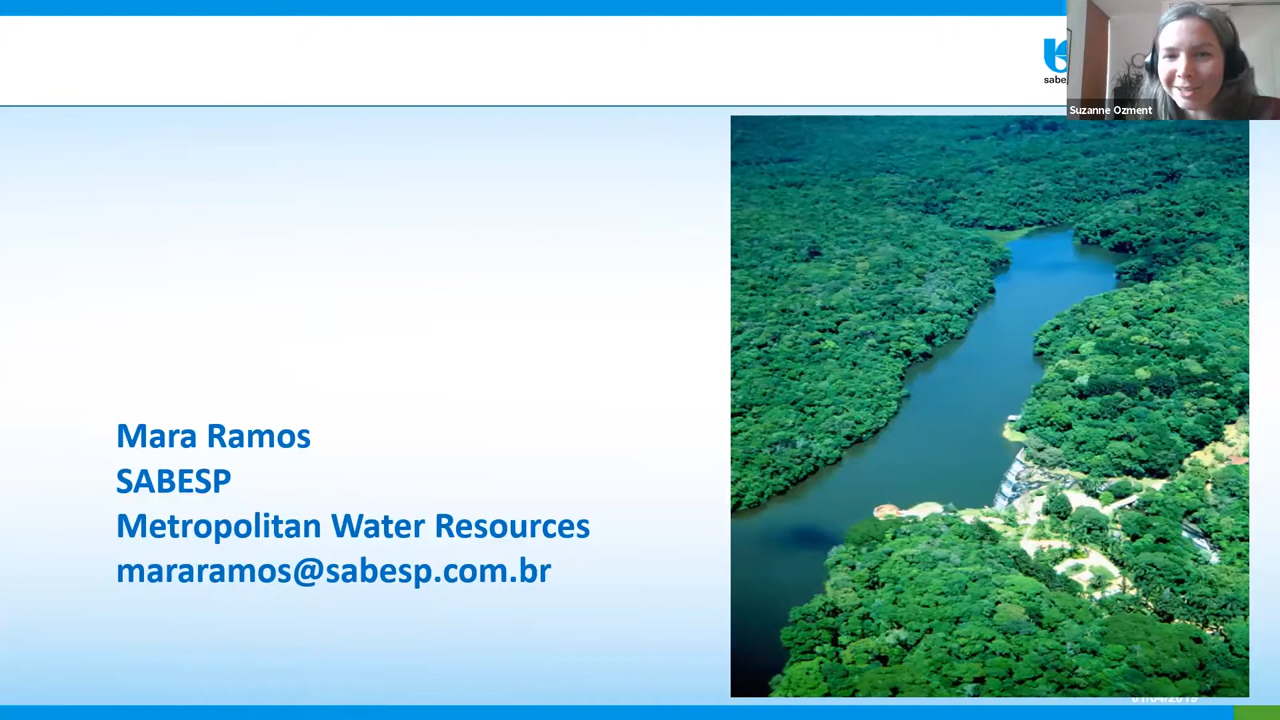 Suzanne Ozment
Mara Ramos
SABESP
Metropolitan Water Resources
mararamos@sabesp.com.br